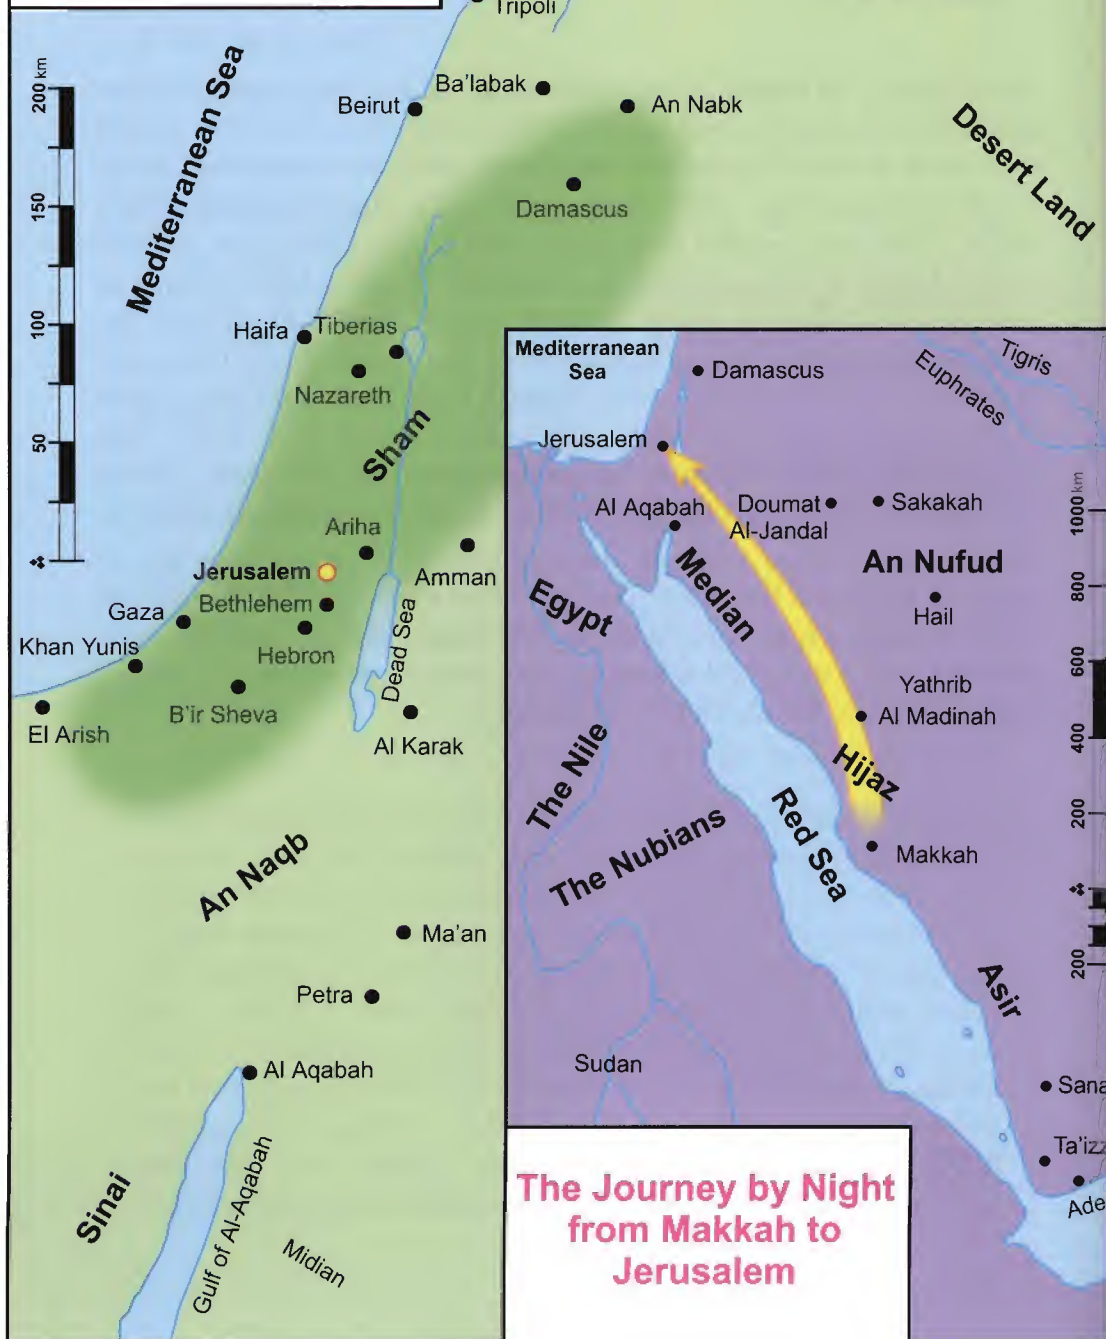 Tripoli
Mediterranean Sea
Ba'labak
Beirut
An Nabk
Desert Land
Damascus
200 km
150
100
50
Haifa
Tiberias
Nazareth
Sham
Ariha
Jerusalem
Amman
Bethlehem
Gaza
Khan Yunis
Hebron
Dead Sea
B'ir Sheva
El Arish
Al Karak
An Naqb
Ma'an
Petra
Al Aqabah
Sinai
Gulf of Al-Aqabah
Midian
Mediterranean
Sea
Damascus
Tigris
Euphrates
Jerusalem
Al Aqabah
Doumat
Al-Jandal
Sakakah
1000 km
800
600
400
200
200
Median
An Nufud
Egypt
Hail
Yathrib
Al Madinah
Hijaz
The Nile
Red Sea
The Nubians
Makkah
Asir
Sudan
Sana
Ta'izz
Ade
The Journey by Night
from Makkah to
Jerusalem